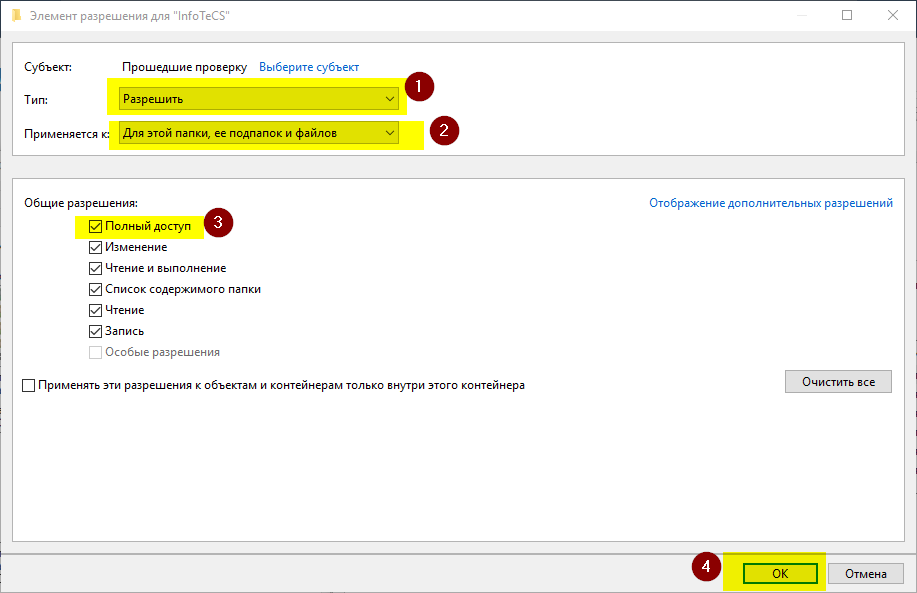 Элемент разрешения для "InfoTeCS"
Субъект: Прошедшие проверку Выберите субъект
1
Тип: Разрешить
Применяется к: Для этой папки, ее подпапок и файлов 2
Общие разрешения: Отображение дополнительных разрешений
Полный доступ 3
Изменение
Чтение и выполнение
Список содержимого папки
Чтение
Запись
Особые разрешения
Применять эти разрешения к объектам и контейнерам только внутри этого контейнера Очистить все
4 ОК Отмена